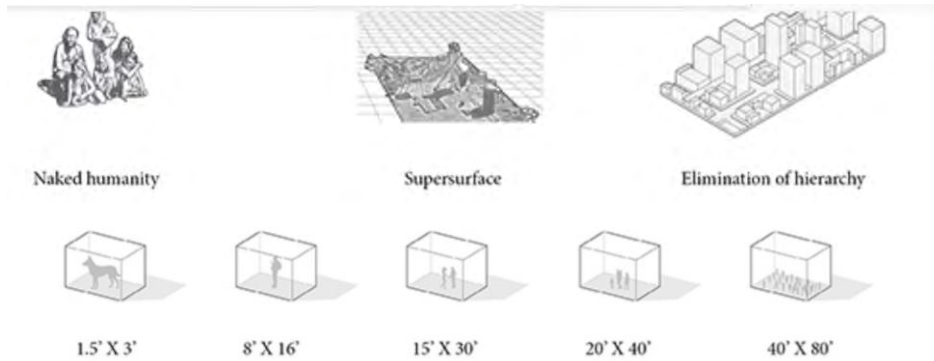 Naked humanity
Supersurface
Elimination of hierarchy
1.5' X 3'
8' X 16'
15' X 30'
20' X 40'
40' X 80'